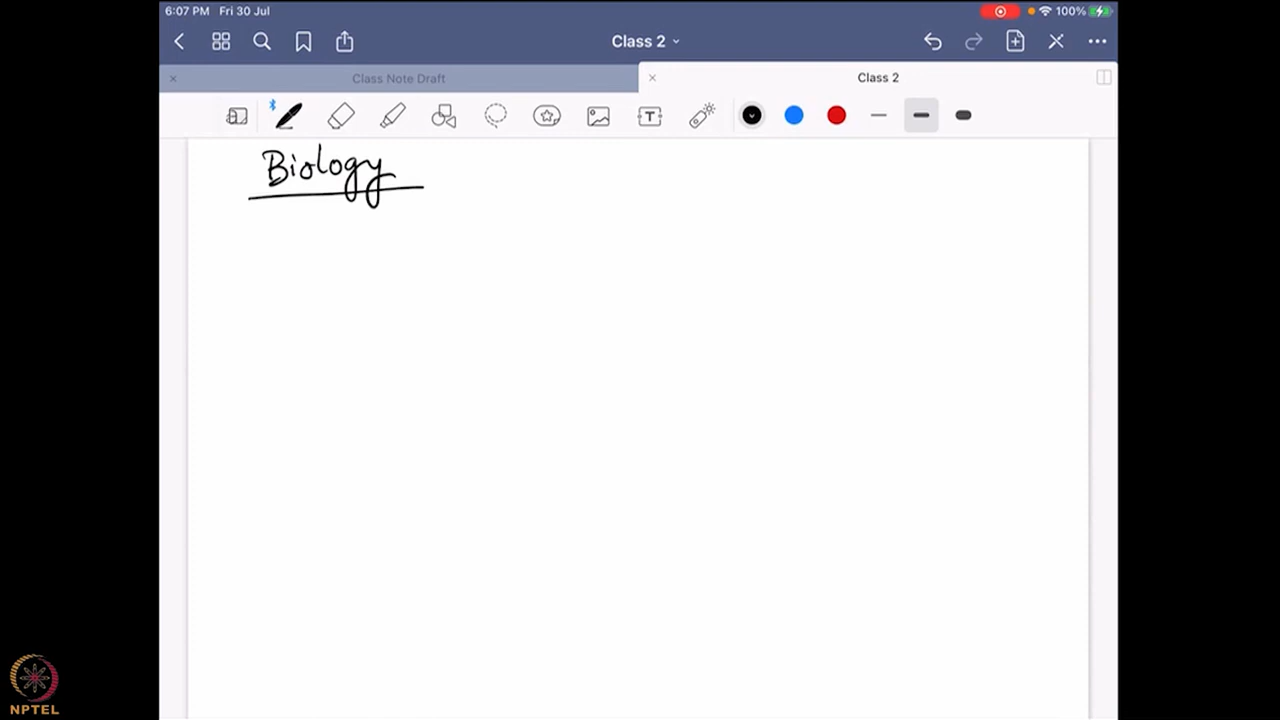 6:07 PM Fri 30 Jul 100%
Class 2
Class Note Draft Class 2
T
Biology
NPTEL